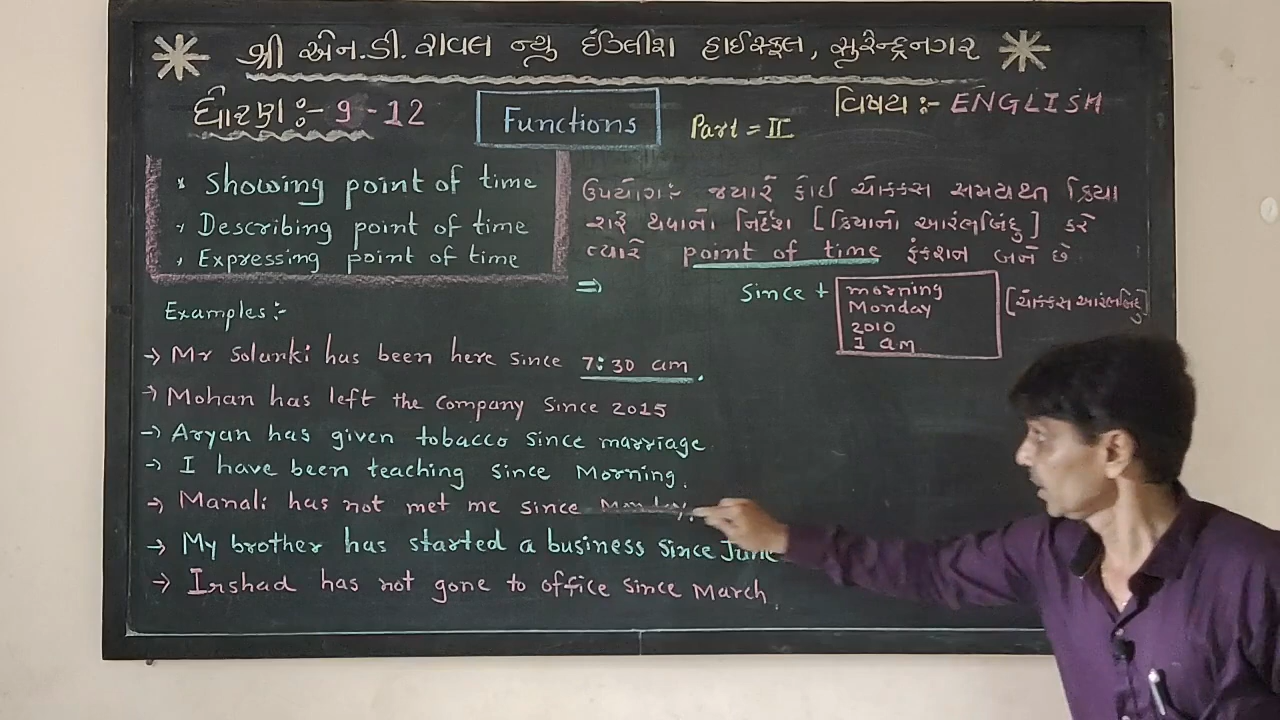 શ્રી એન.ડી. રાવલ ન્યુ ઇંગ્લીશ હાઈસ્કૂલ, સુરેન્દ્રનગર
ધોરણ :- 9-12
Functions
Part = II
વિષય :- ENGLISH
* Showing point of time
, Describing point of time
, Expressing point of time
ઉપયોગ :- જ્યારે કોઈ ચોક્કસ સમયથી ક્રિયા
શરૂ થવાનો નિર્દેશ [ક્રિયાનો આરંભબિંદુ] કરે
ત્યારે point of time ફંકશન બને છે
⇒
Since +
morning
Monday
2010
1 am
[ચોક્કસ આરંભબિંદુ]
Examples :-
→ Mr Solanki has been here since 7:30 am.
→ Mohan has left the company since 2015
→ Aryan has given tobacco since marriage.
→ I have been teaching since Morning.
→ Manali has not met me since Monday.
→ My brother has started a business since June
→ Irshad has not gone to office since March.